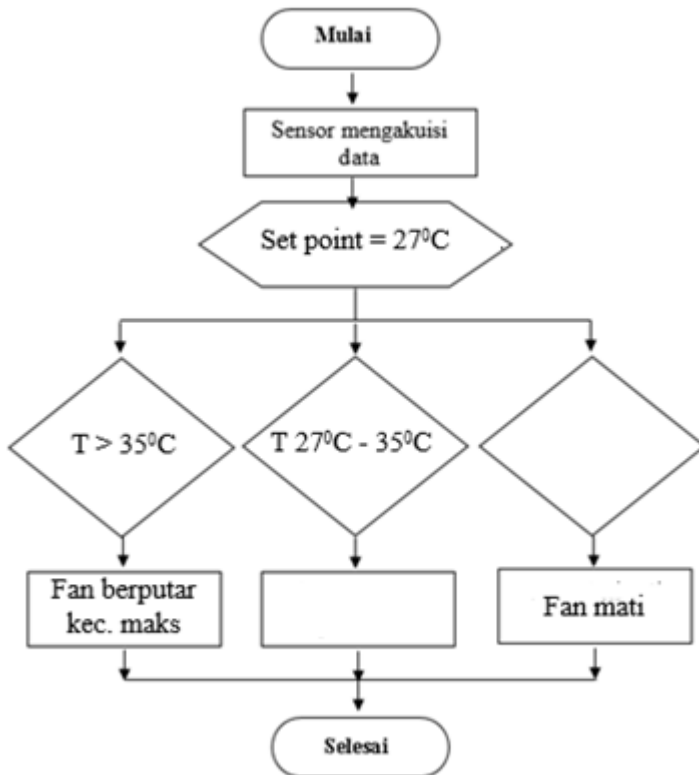 Mulai
Sensor mengakuisi
data
Set point = 27⁰C
T > 35⁰C
T 27⁰C - 35⁰C
Fan berputar
kec. maks
Fan mati
Selesai